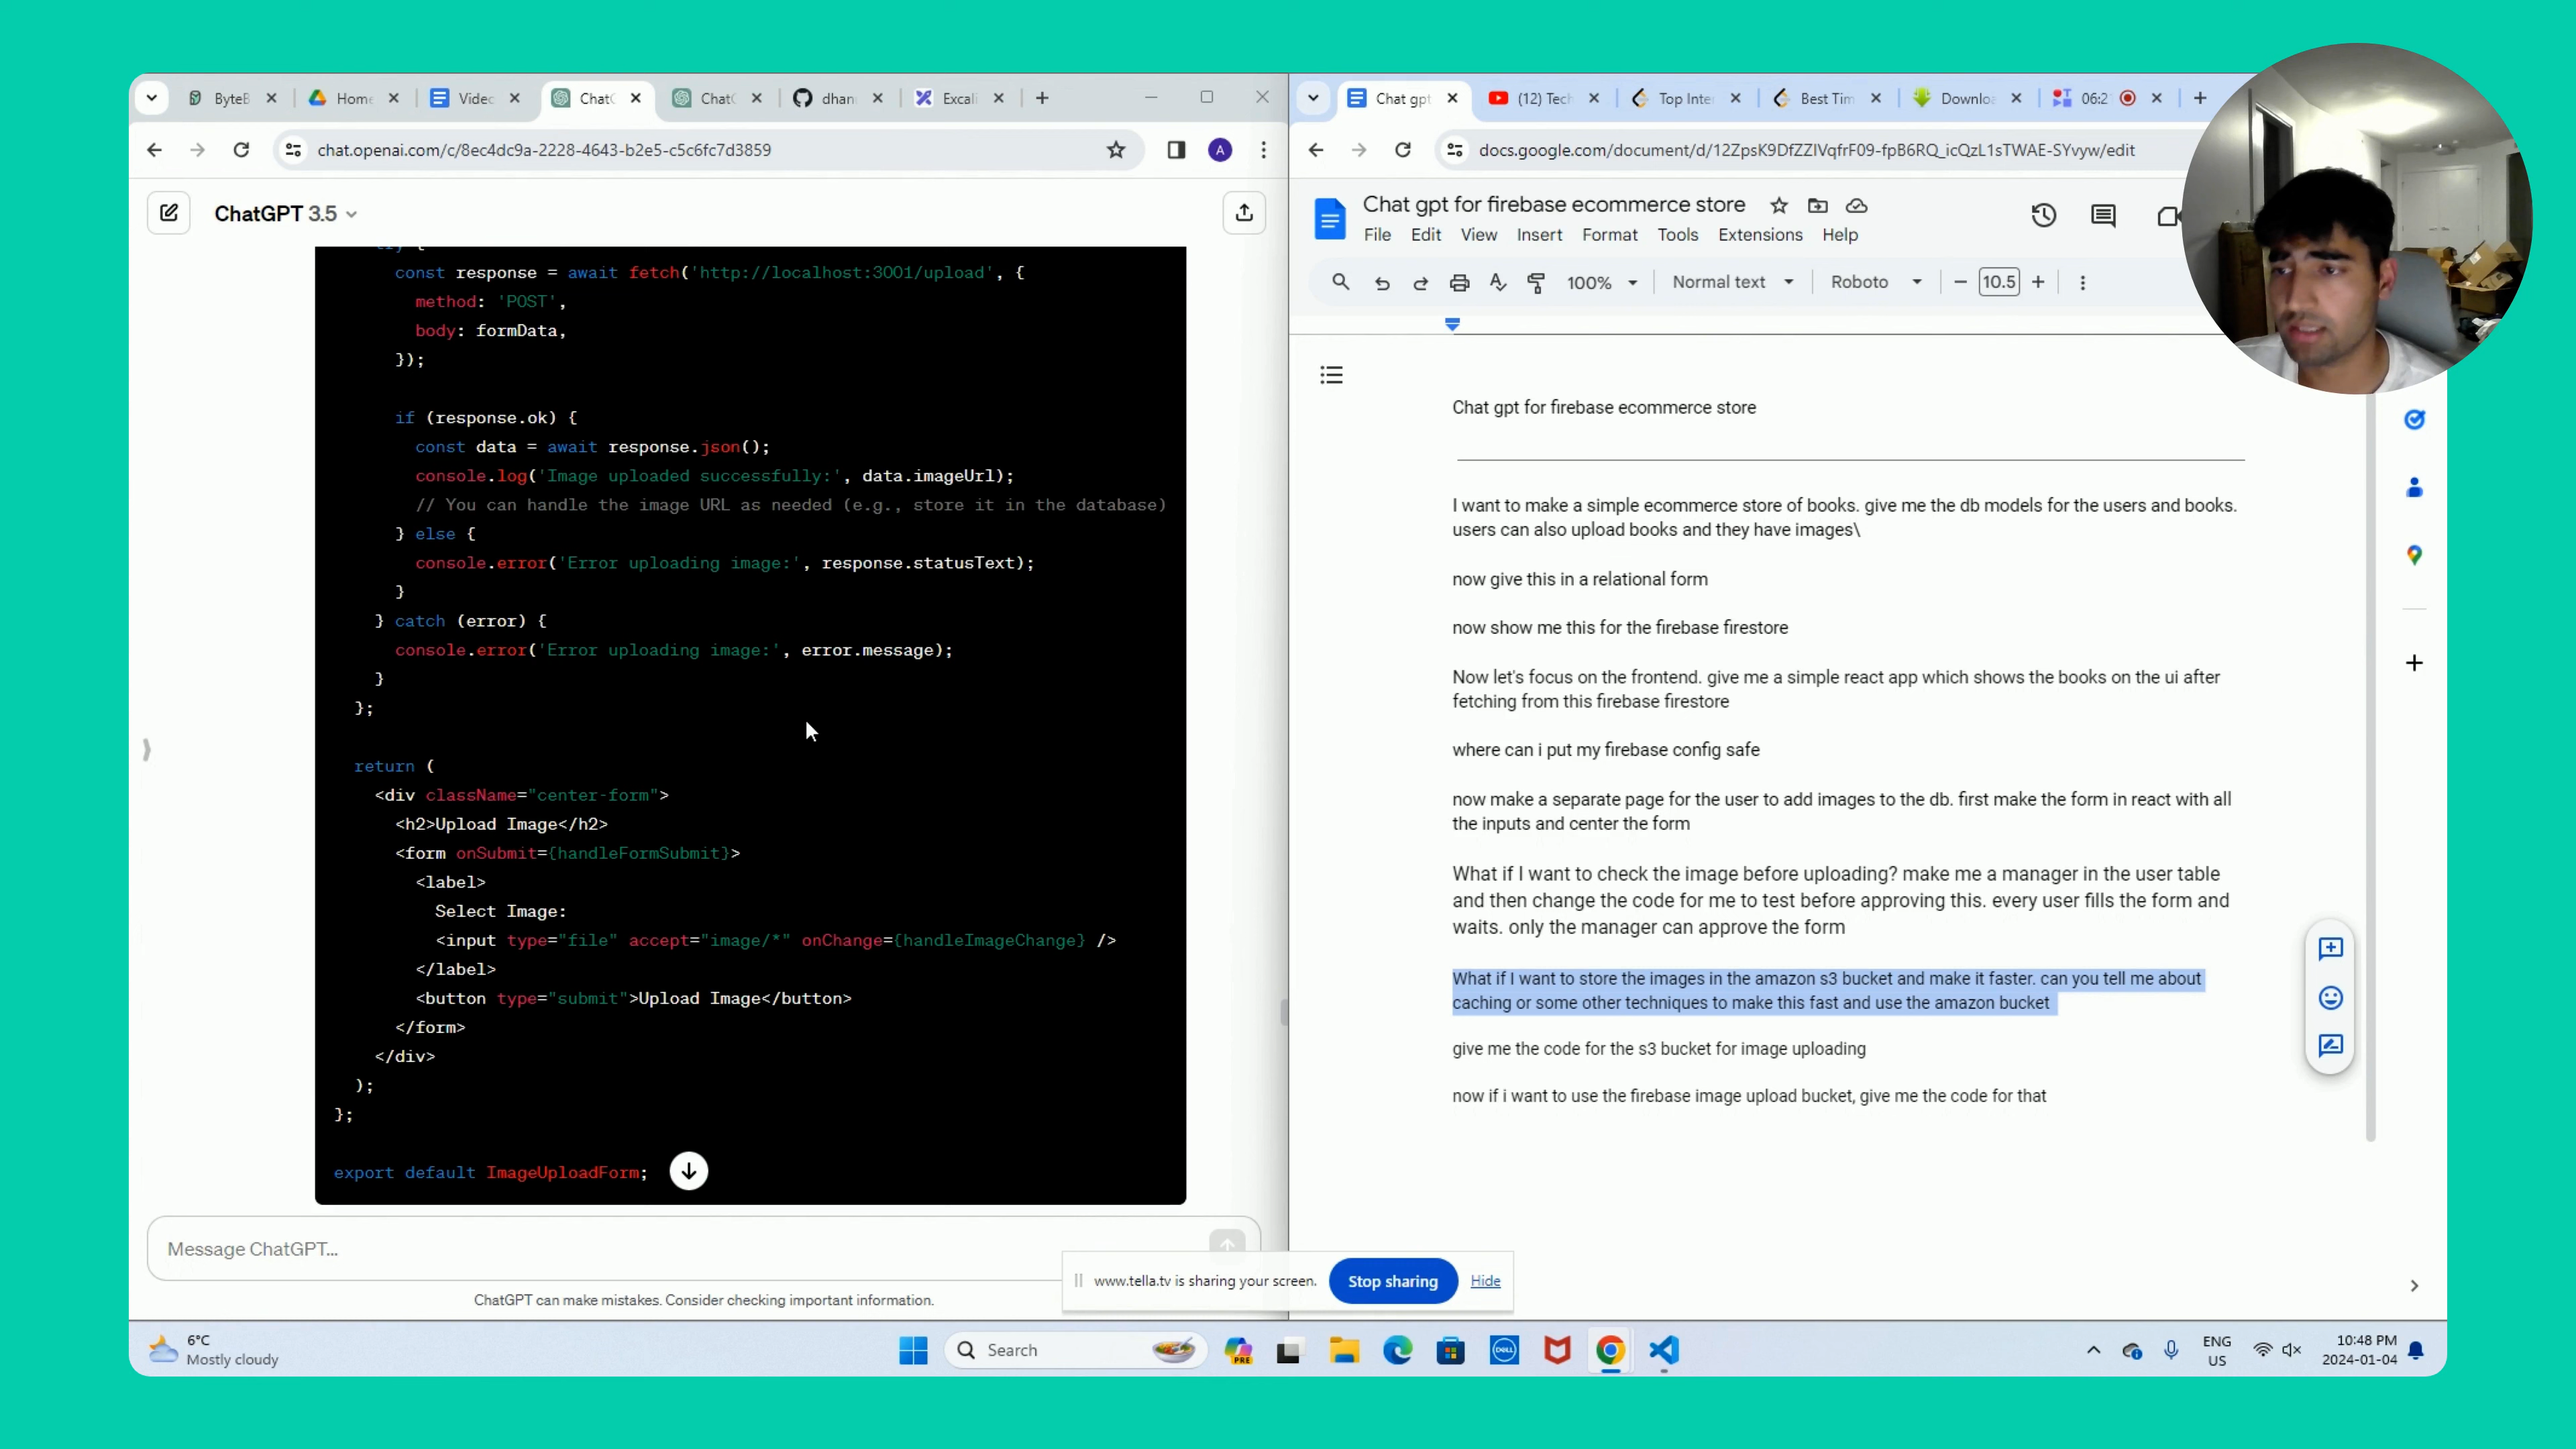 ByteB
Home
Videc
ChatG
ChatG
dhan
Excali
chat.openai.com/c/8ec4dc9a-2228-4643-b2e5-c5c6fc7d3859
A
ChatGPT 3.5
try {
const response = await fetch('http://localhost:3001/upload', {
method: 'POST',
body: formData,
});
if (response.ok) {
const data = await response.json();
console.log('Image uploaded successfully:', data.imageUrl);
// You can handle the image URL as needed (e.g., store it in the database)
} else {
console.error('Error uploading image:', response.statusText);
}
} catch (error) {
console.error('Error uploading image:', error.message);
}
};
return (
<div className="center-form">
<h2>Upload Image</h2>
<form onSubmit={handleFormSubmit}>
<label>
Select Image:
<input type="file" accept="image/*" onChange={handleImageChange} />
</label>
<button type="submit">Upload Image</button>
</form>
</div>
);
};
export default ImageUploadForm;
Message ChatGPT...
ChatGPT can make mistakes. Consider checking important information.
Chat gpt
(12) Tech
Top Inte
Best Tim
Downlo
06:2
docs.google.com/document/d/12ZpsK9DfZZIVqfrF09-fpB6RQ_icQzL1sTWAE-SYvyw/edit
Chat gpt for firebase ecommerce store
File Edit View Insert Format Tools Extensions Help
100% Normal text Roboto 10.5
Chat gpt for firebase ecommerce store
I want to make a simple ecommerce store of books. give me the db models for the users and books.
users can also upload books and they have images\
now give this in a relational form
now show me this for the firebase firestore
Now let's focus on the frontend. give me a simple react app which shows the books on the ui after
fetching from this firebase firestore
where can i put my firebase config safe
now make a separate page for the user to add images to the db. first make the form in react with all
the inputs and center the form
What if I want to check the image before uploading? make me a manager in the user table
and then change the code for me to test before approving this. every user fills the form and
waits. only the manager can approve the form
What if I want to store the images in the amazon s3 bucket and make it faster. can you tell me about
caching or some other techniques to make this fast and use the amazon bucket
give me the code for the s3 bucket for image uploading
now if i want to use the firebase image upload bucket, give me the code for that
www.tella.tv is sharing your screen. Stop sharing Hide
6°C
Mostly cloudy
Search
PRE
DELL
ENG
US
10:48 PM
2024-01-04